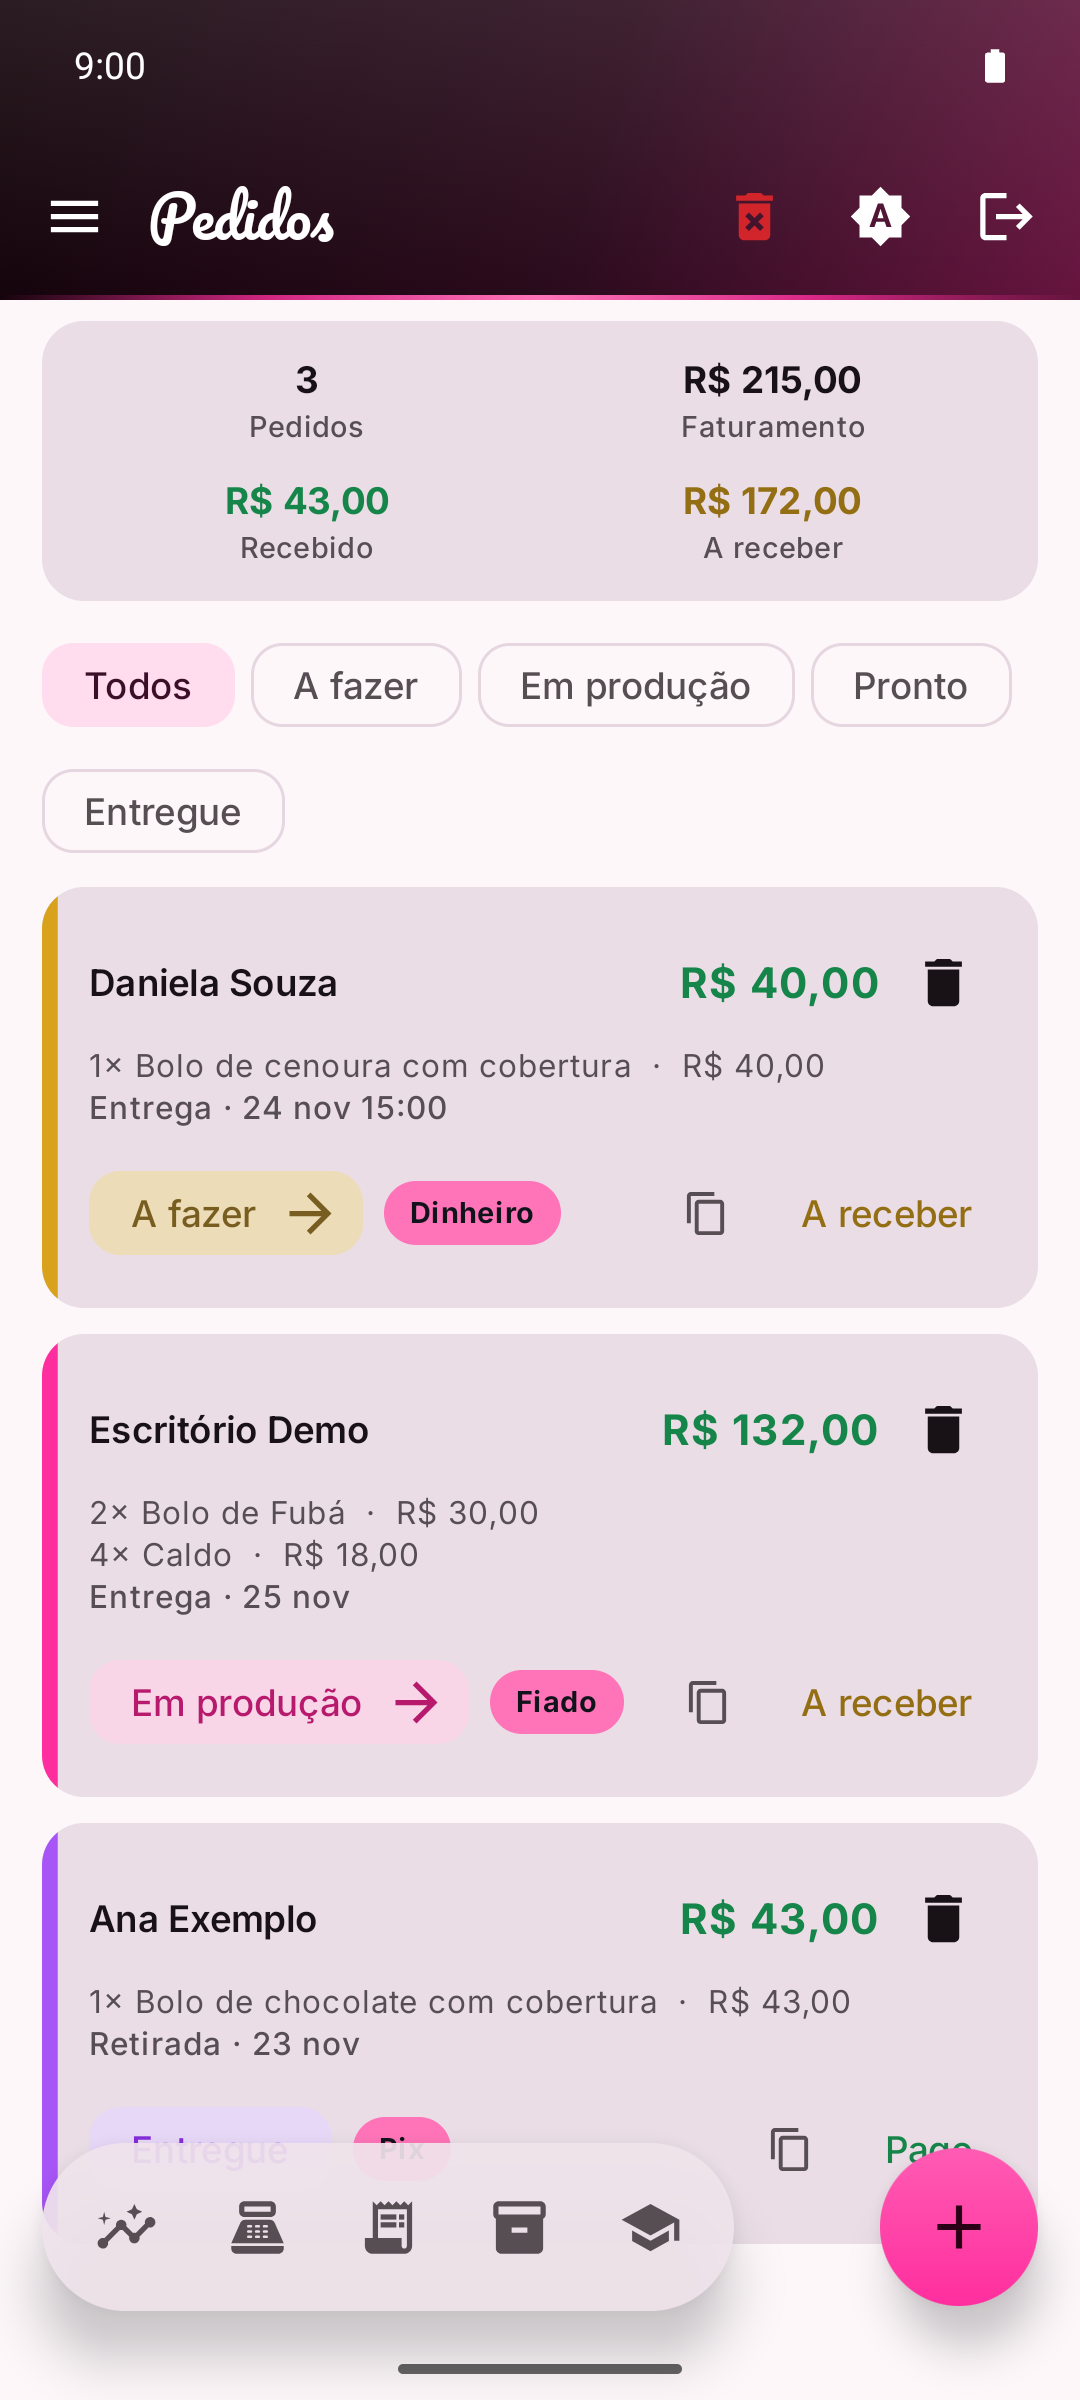 9:00
Pedidos
A
3
R$ 215,00
Pedidos
Faturamento
R$ 43,00
R$ 172,00
Recebido
A receber
Todos
A fazer
Em produção
Pronto
Entregue
Daniela Souza
R$ 40,00
1× Bolo de cenoura com cobertura · R$ 40,00
Entrega · 24 nov 15:00
A fazer
Dinheiro
A receber
Escritório Demo
R$ 132,00
2× Bolo de Fubá · R$ 30,00
4× Caldo · R$ 18,00
Entrega · 25 nov
Em produção
Fiado
A receber
Ana Exemplo
R$ 43,00
1× Bolo de chocolate com cobertura · R$ 43,00
Retirada · 23 nov
Entregue
Pix
Pago